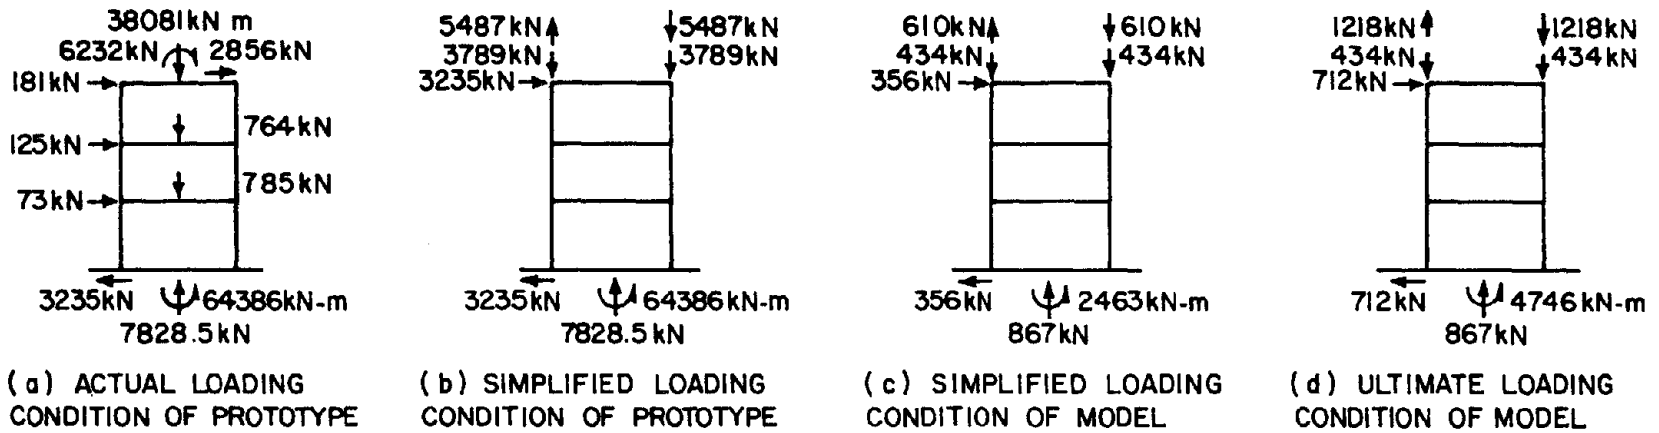 38081kN m
6232kN 2856kN
181kN
764kN
125kN
785kN
73kN
3235kN 64386kN-m
7828.5kN
(a) ACTUAL LOADING
CONDITION OF PROTOTYPE
5487kN 5487kN
3789kN 3789kN
3235kN
3235kN 64386kN-m
7828.5kN
(b) SIMPLIFIED LOADING
CONDITION OF PROTOTYPE
610kN 610kN
434kN 434kN
356kN
356kN 2463kN-m
867kN
(c) SIMPLIFIED LOADING
CONDITION OF MODEL
1218kN 1218kN
434kN 434kN
712kN
712kN 4746kN-m
867kN
(d) ULTIMATE LOADING
CONDITION OF MODEL